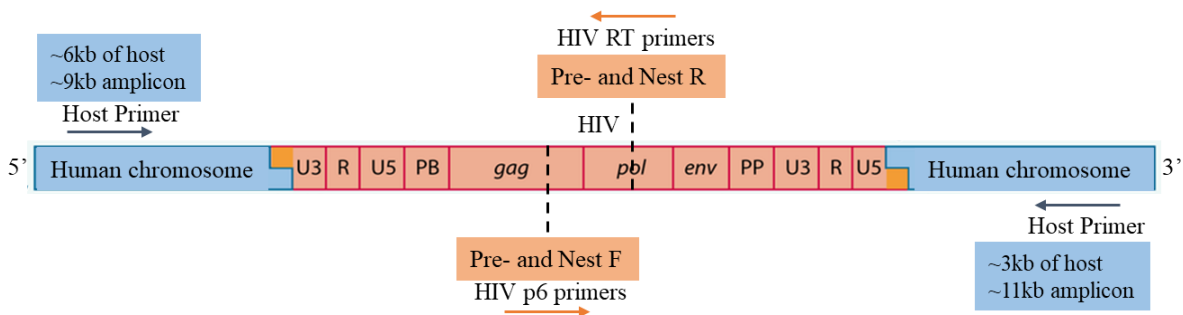 HIV RT primers
~6kb of host
~9kb amplicon
Pre- and Nest R
Host Primer
HIV
5’ Human chromosome U3 R U5 PB gag pol env PP U3 R U5 Human chromosome 3’
Host Primer
Pre- and Nest F
HIV p6 primers
~3kb of host
~11kb amplicon